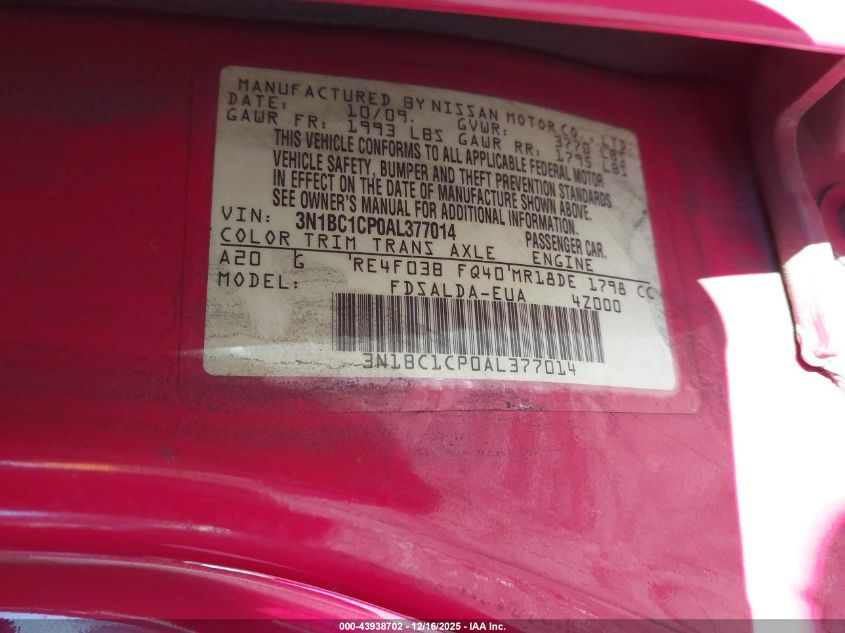 MANUFACTURED BY NISSAN MOTOR CO., LTD.
DATE: 10/09. GVWR: 3770 LBS
GAWR FR: 1993 LBS GAWR RR: 1795 LBS
THIS VEHICLE CONFORMS TO ALL APPLICABLE FEDERAL MOTOR
VEHICLE SAFETY, BUMPER AND THEFT PREVENTION STANDARDS
IN EFFECT ON THE DATE OF MANUFACTURE SHOWN ABOVE.
SEE OWNER'S MANUAL FOR ADDITIONAL INFORMATION.
VIN: 3N1BC1CP0AL377014 PASSENGER CAR.
COLOR TRIM TRANS AXLE ENGINE
A20 G RE4F03B FQ40 MR18DE 1798 CC
MODEL: FDSALDA-EUA 4Z000
3N1BC1CP0AL377014
000-43938702 - 12/16/2025 - IAA Inc.